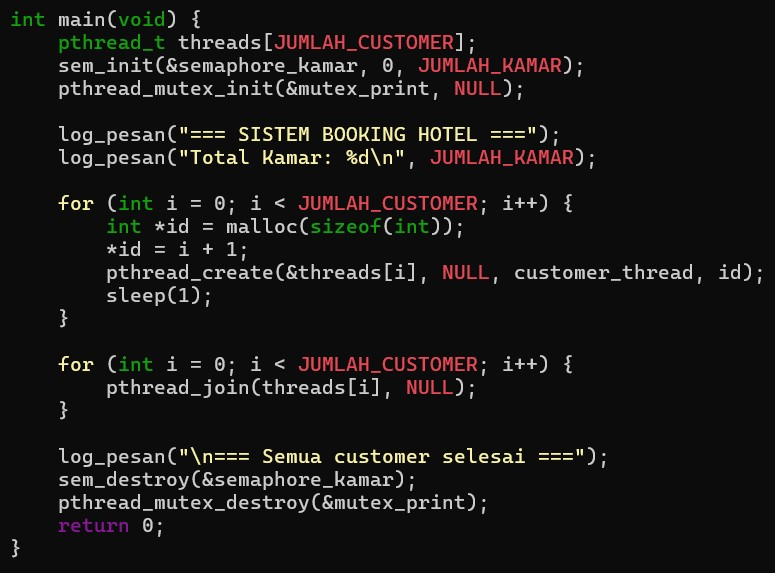 int main(void) {
    pthread_t threads[JUMLAH_CUSTOMER];
    sem_init(&semaphore_kamar, 0, JUMLAH_KAMAR);
    pthread_mutex_init(&mutex_print, NULL);

    log_pesan("=== SISTEM BOOKING HOTEL ===");
    log_pesan("Total Kamar: %d\n", JUMLAH_KAMAR);

    for (int i = 0; i < JUMLAH_CUSTOMER; i++) {
        int *id = malloc(sizeof(int));
        *id = i + 1;
        pthread_create(&threads[i], NULL, customer_thread, id);
        sleep(1);
    }

    for (int i = 0; i < JUMLAH_CUSTOMER; i++) {
        pthread_join(threads[i], NULL);
    }

    log_pesan("\n=== Semua customer selesai ===");
    sem_destroy(&semaphore_kamar);
    pthread_mutex_destroy(&mutex_print);
    return 0;
}